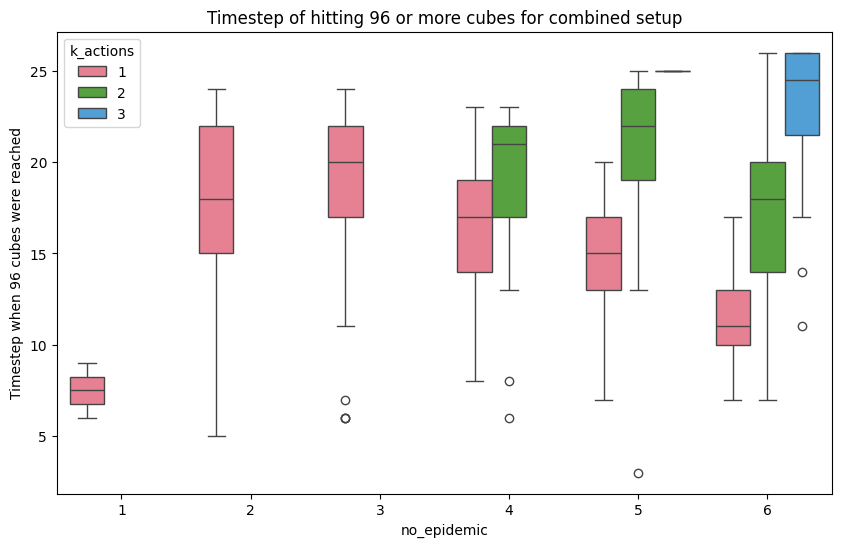 Timestep of hitting 96 or more cubes for combined setup
k_actions
1
2
3
Timestep when 96 cubes were reached
25
20
15
10
5
1 2 3 4 5 6
no_epidemic